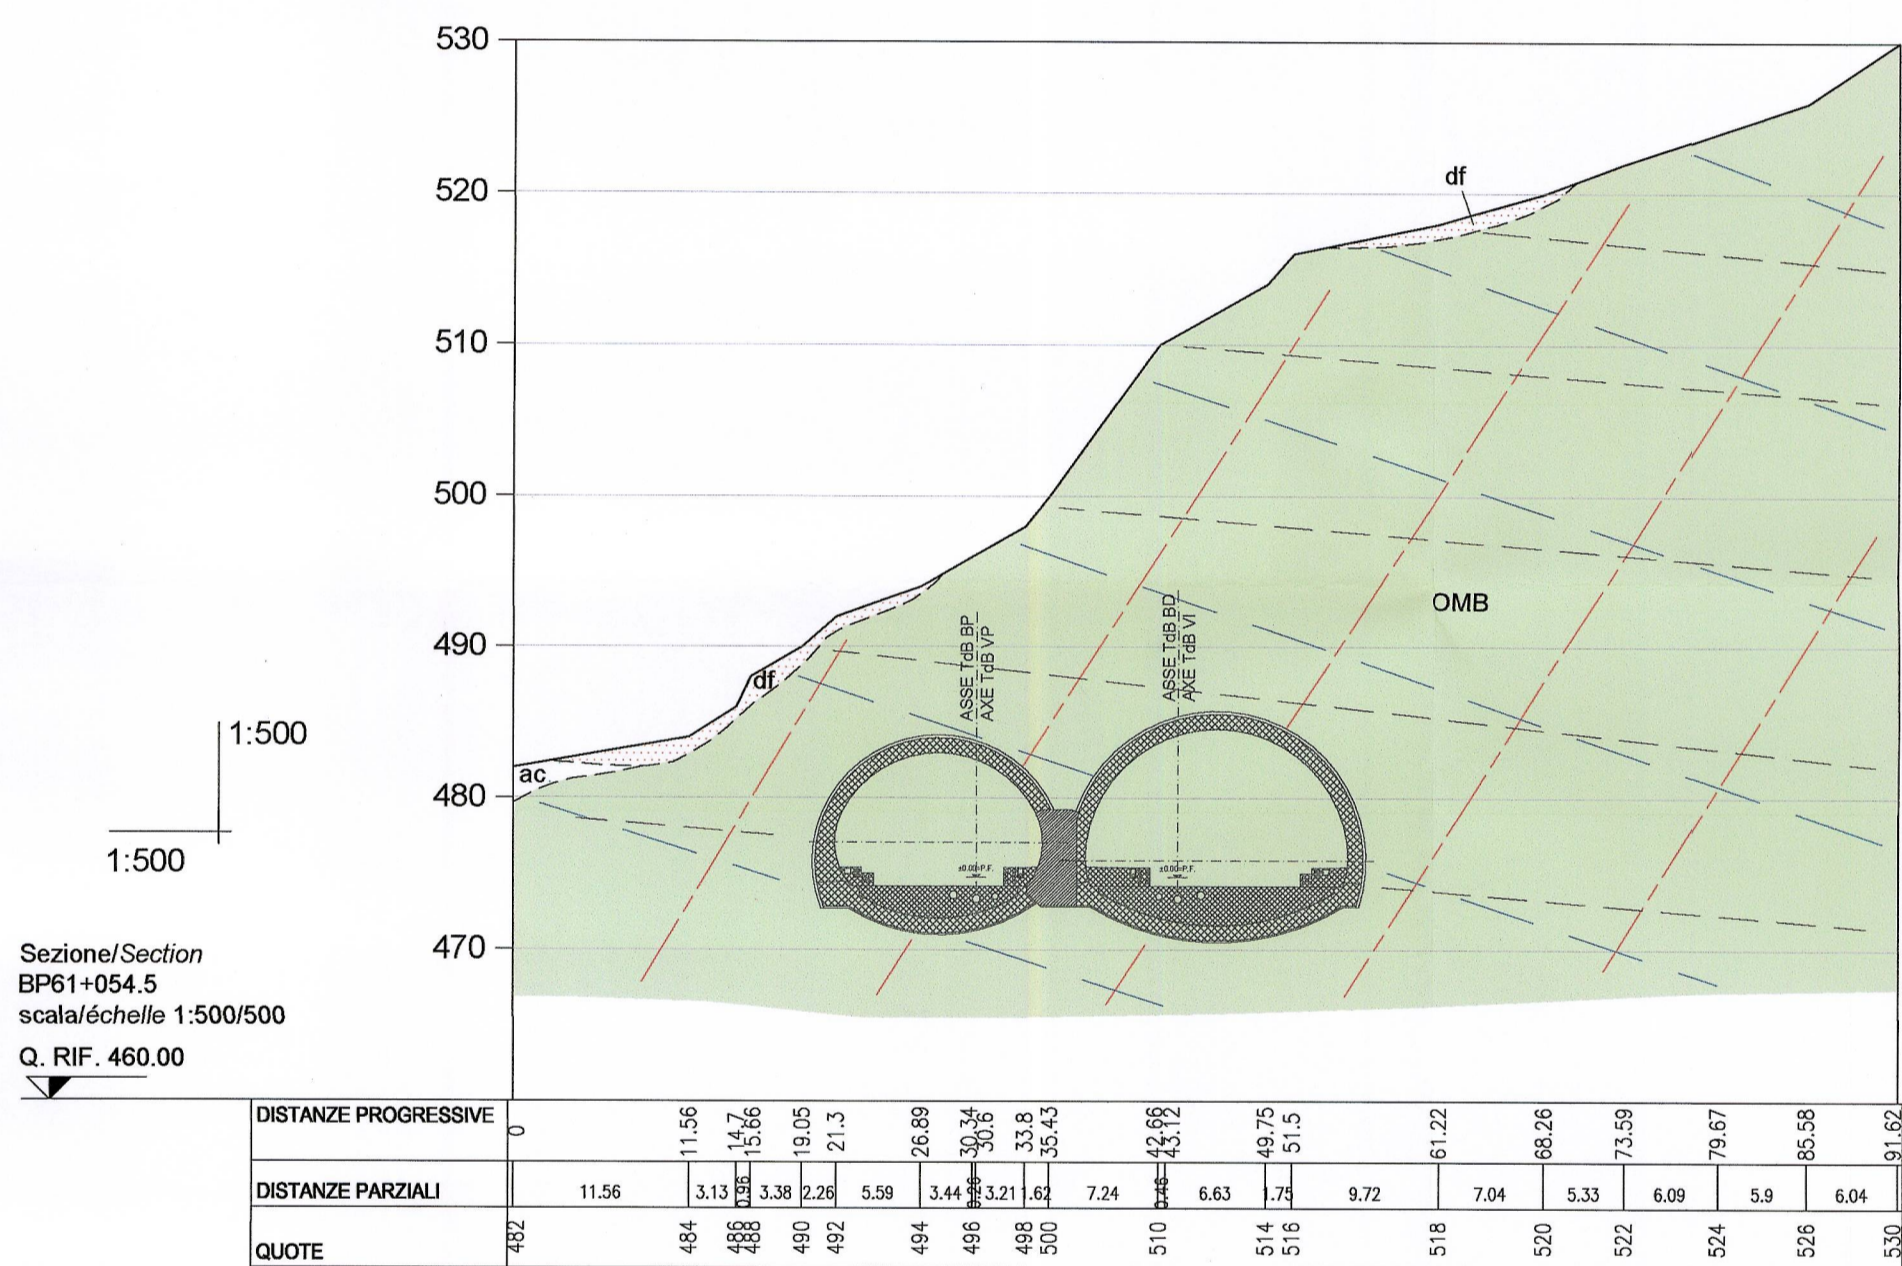 530
520
510
500
490
480
470
df
OMB
ASSE TdB BP
AXE TdB VP
ASSE TdB BD
AXE TdB VI
df
ac
±0.00=P.F.
±0.00=P.F.
1:500
1:500
Sezione/Section
BP61+054.5
scala/échelle 1:500/500
Q. RIF. 460.00
DISTANZE PROGRESSIVE 0 11.56 14.7 15.66 19.05 21.3 26.89 30.34 30.6 33.8 35.43 42.66 43.12 49.75 51.5 61.22 68.26 73.59 79.67 85.58 91.62
DISTANZE PARZIALI 11.56 3.13 0.96 3.38 2.26 5.59 3.44 0.26 3.21 1.62 7.24 0.46 6.63 1.75 9.72 7.04 5.33 6.09 5.9 6.04
QUOTE 482 484 486 488 490 492 494 496 498 500 510 514 516 518 520 522 524 526 530